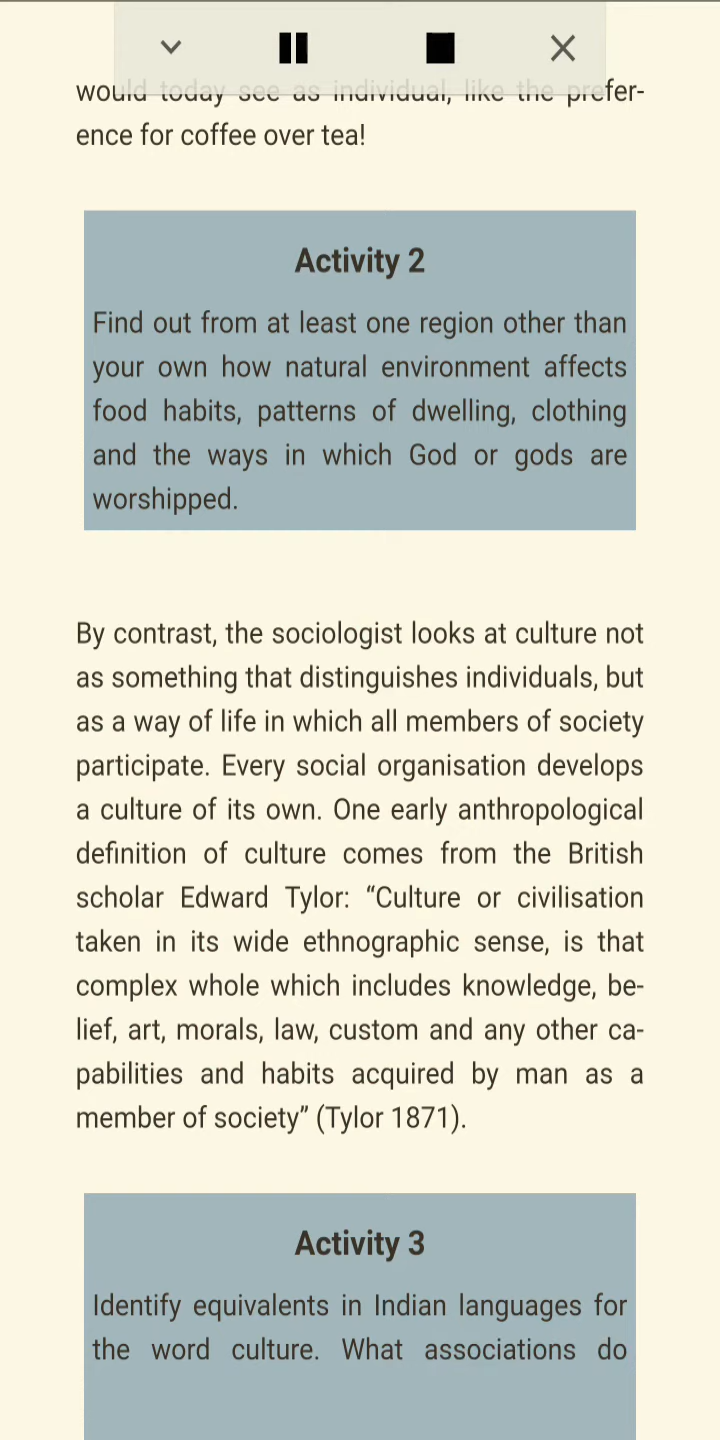 would today see as individual, like the prefer-
ence for coffee over tea!
Activity 2
Find out from at least one region other than
your own how natural environment affects
food habits, patterns of dwelling, clothing
and the ways in which God or gods are
worshipped.
By contrast, the sociologist looks at culture not
as something that distinguishes individuals, but
as a way of life in which all members of society
participate. Every social organisation develops
a culture of its own. One early anthropological
definition of culture comes from the British
scholar Edward Tylor: “Culture or civilisation
taken in its wide ethnographic sense, is that
complex whole which includes knowledge, be-
lief, art, morals, law, custom and any other ca-
pabilities and habits acquired by man as a
member of society” (Tylor 1871).
Activity 3
Identify equivalents in Indian languages for
the word culture. What associations do